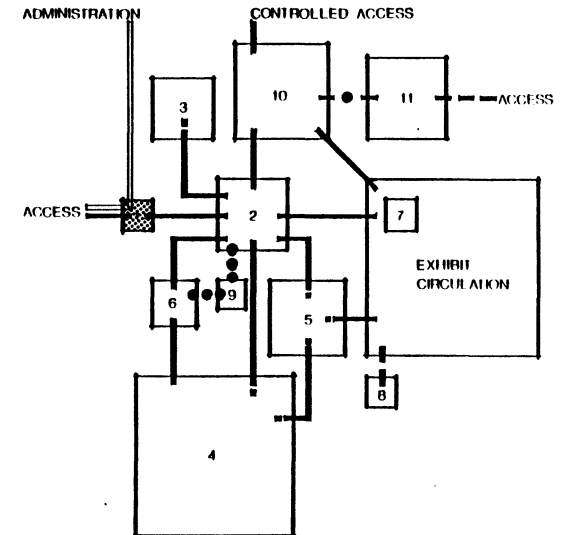 ADMINISTRATION
CONTROLLED ACCESS
3
10
11
ACCESS
ACCESS
2
7
EXHIBIT
CIRCULATION
6
9
5
8
4